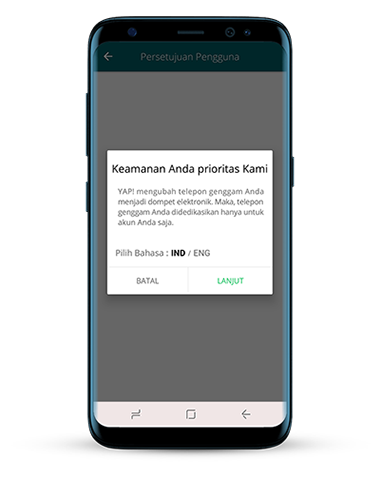 Persetujuan Pengguna
Keamanan Anda prioritas Kami
YAP! mengubah telepon genggam Anda
menjadi dompet elektronik. Maka, telepon
genggam Anda didedikasikan hanya untuk
akun Anda saja.
Pilih Bahasa : IND / ENG
BATAL LANJUT